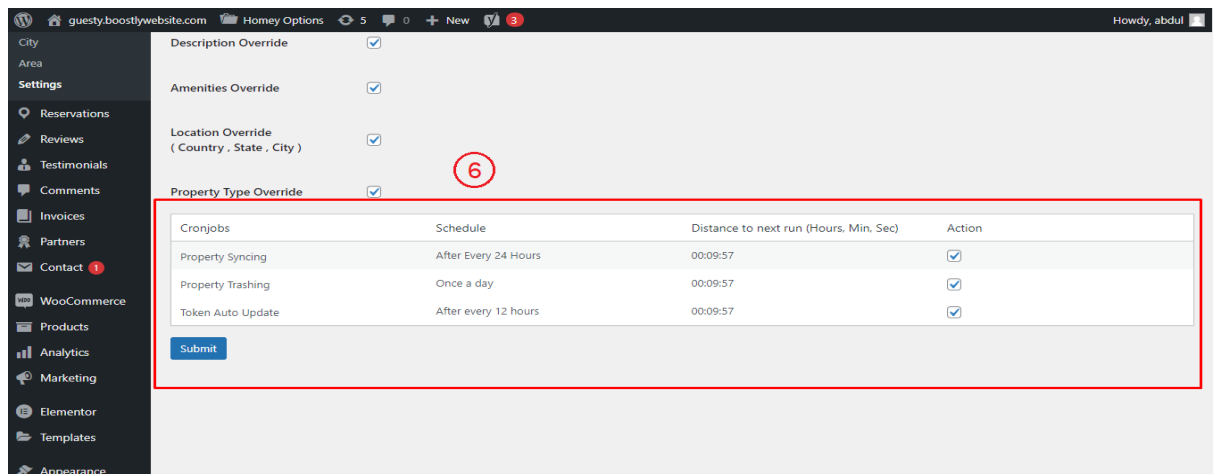 guesty.boostlywebsite.com Homey Options 5 0 + New 3 Howdy, abdul
City
Area
Settings
Reservations
Reviews
Testimonials
Comments
Invoices
Partners
Contact 1
WooCommerce
Products
Analytics
Marketing
Elementor
Templates
Appearance
Description Override
Amenities Override
Location Override
( Country , State , City )
6
Property Type Override
Cronjobs Schedule Distance to next run (Hours, Min, Sec) Action
Property Syncing After Every 24 Hours 00:09:57
Property Trashing Once a day 00:09:57
Token Auto Update After every 12 hours 00:09:57
Submit